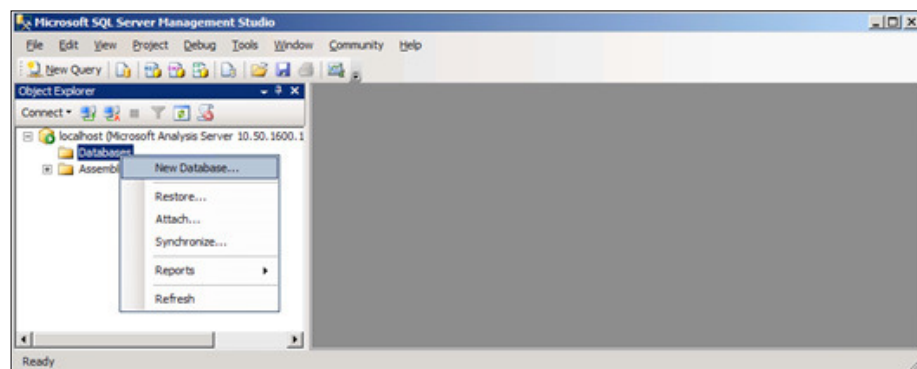 Microsoft SQL Server Management Studio
File Edit View Project Debug Tools Window Community Help
New Query
Object Explorer
Connect
localhost (Microsoft Analysis Server 10.50.1600.1
Databases
Assembl
New Database...
Restore...
Attach...
Synchronize...
Reports
Refresh
Ready